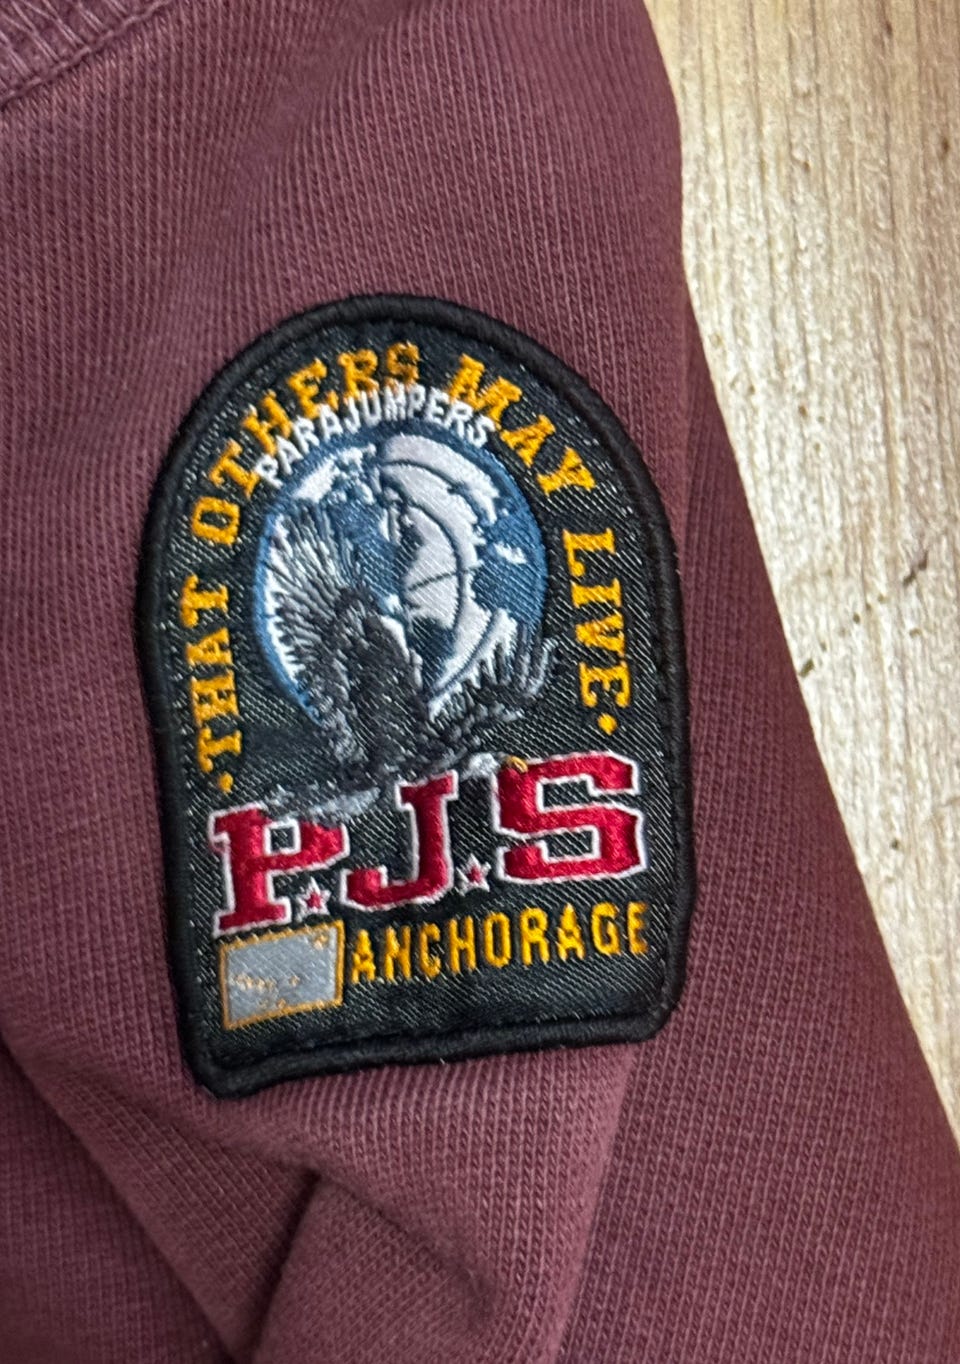 ·THAT OTHERS MAY LIVE·
PARAJUMPERS
P.J.S
ANCHORAGE